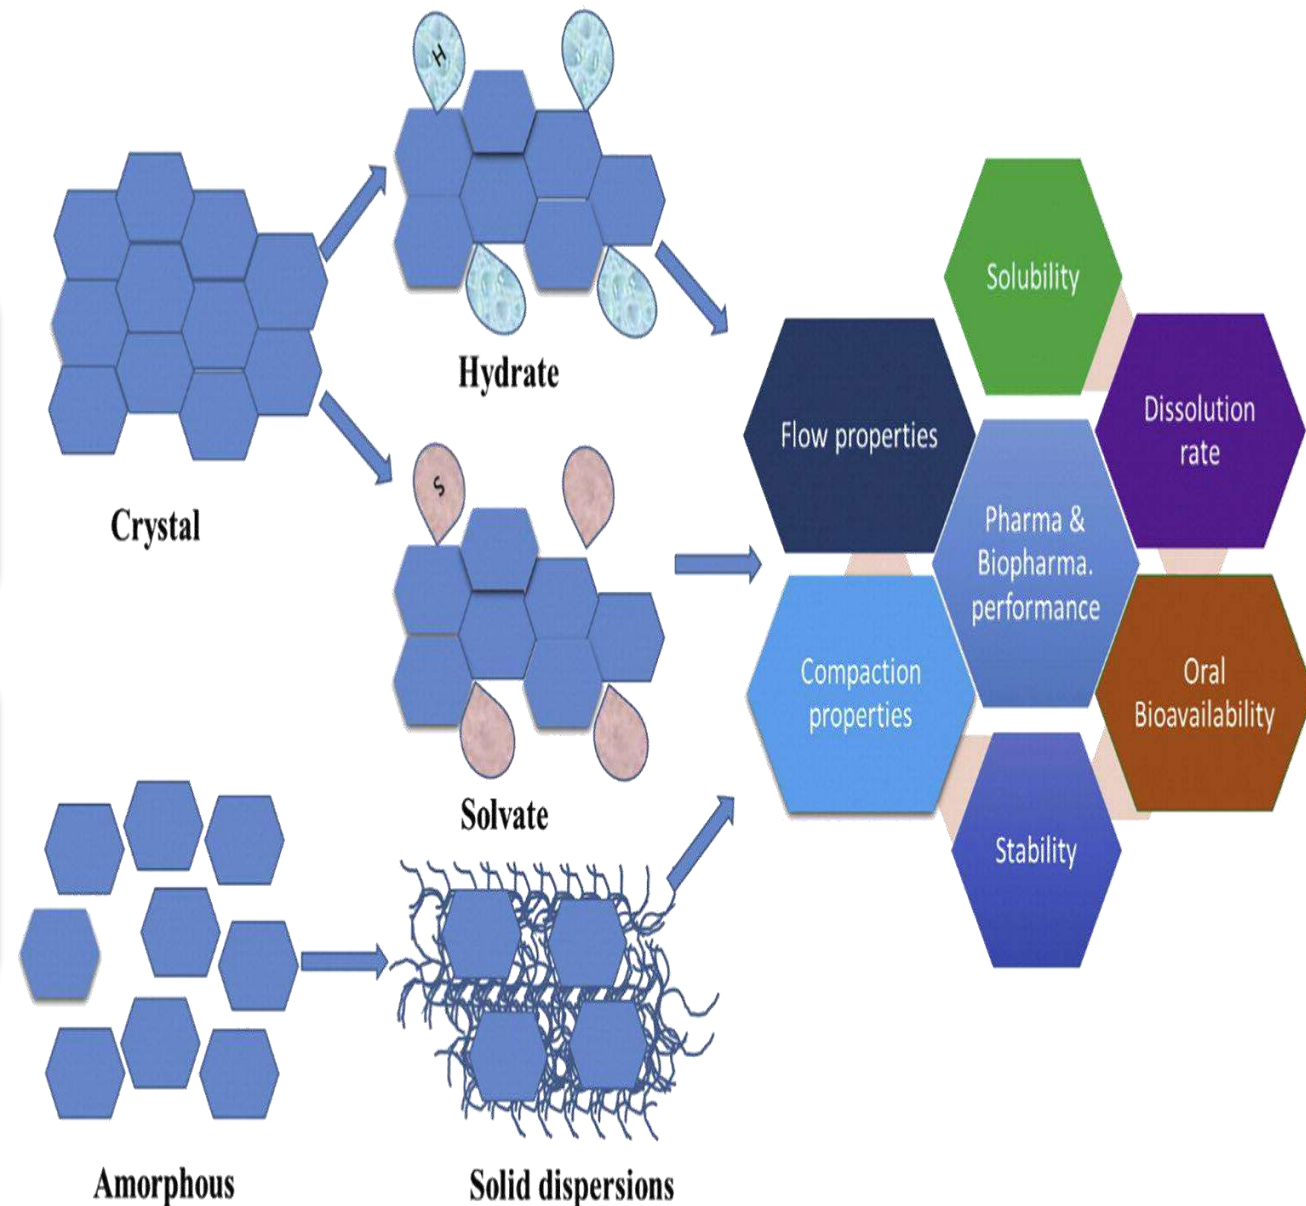 H
Hydrate
Crystal
S
Solvate
Amorphous
Solid dispersions
Solubility
Flow properties
Dissolution
rate
Pharma &
Biopharma.
performance
Compaction
properties
Oral
Bioavailability
Stability